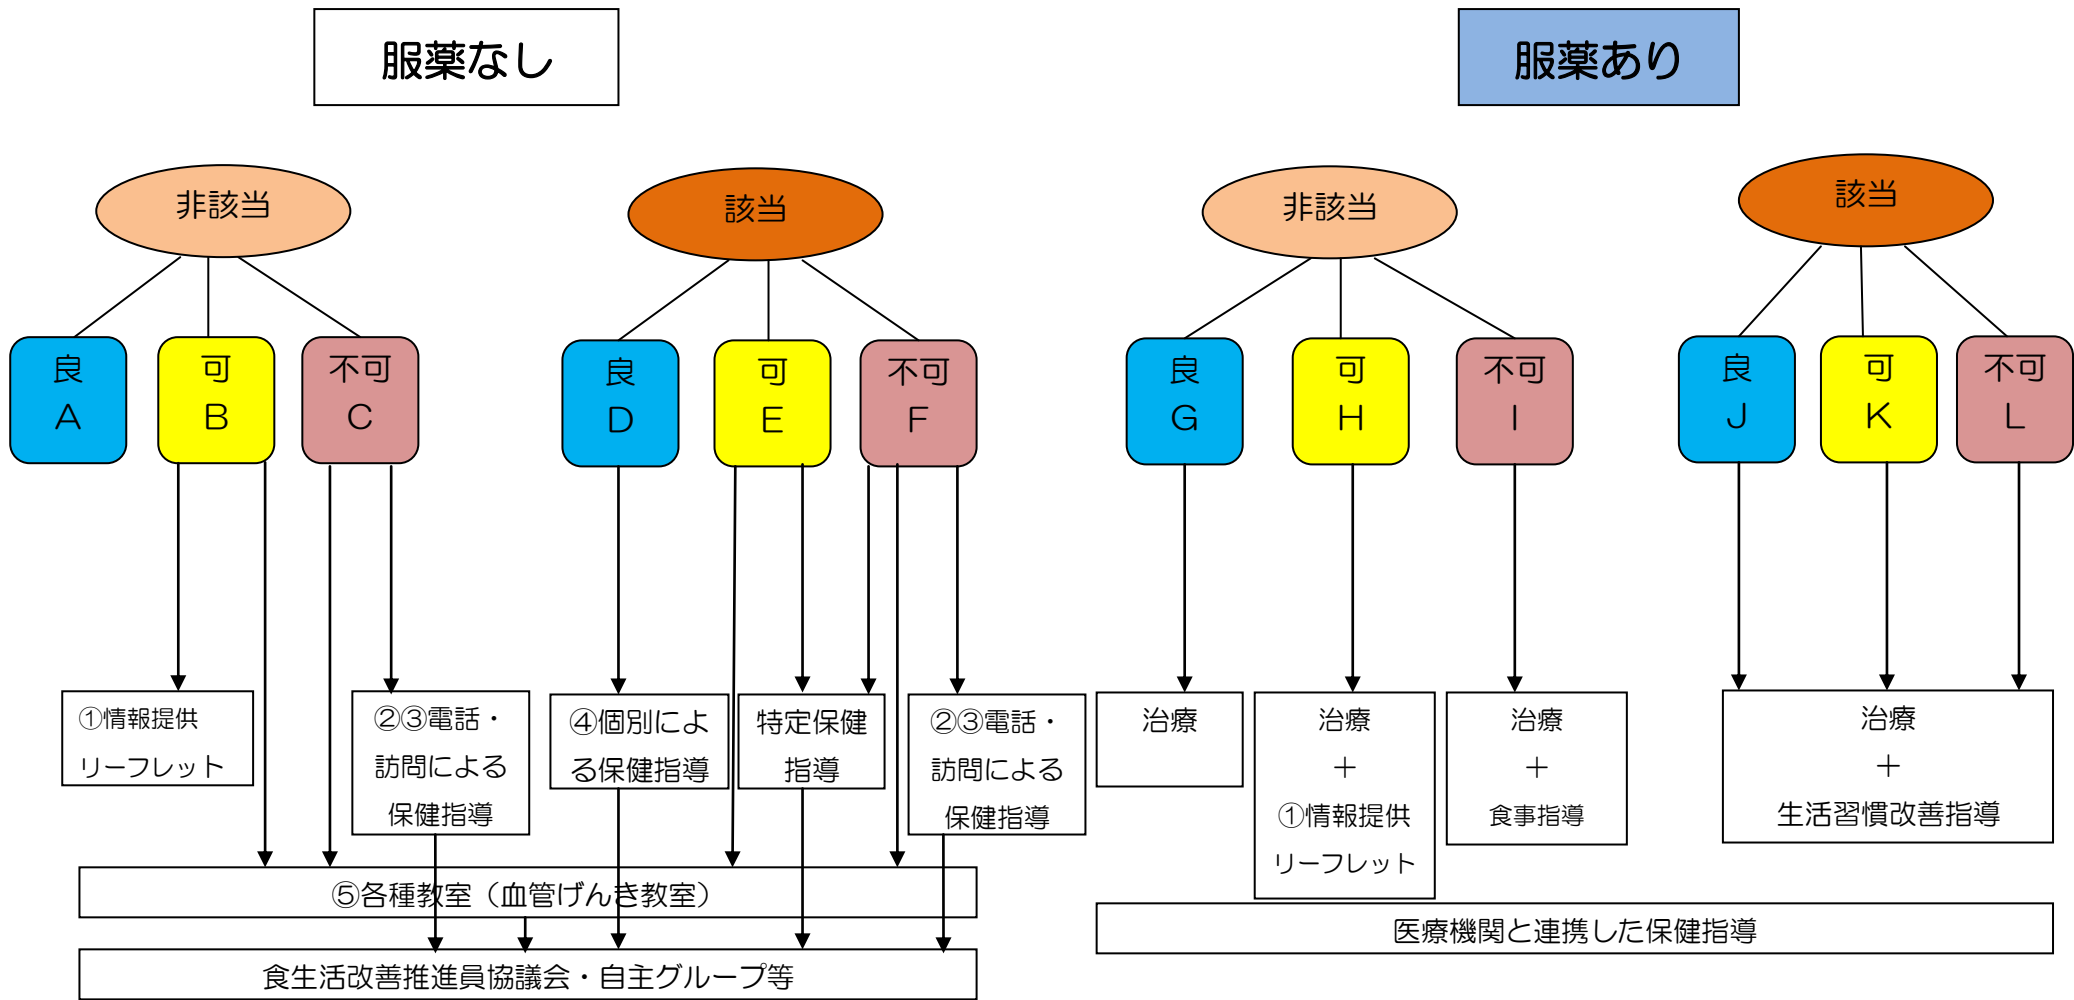 服薬なし
服薬あり
非該当
該当
非該当
該当
良
A
可
B
不可
C
良
D
可
E
不可
F
良
G
可
H
不可
I
良
J
可
K
不可
L
①情報提供
リーフレット
②③電話・
訪問による
保健指導
④個別によ
る保健指導
特定保健
指導
②③電話・
訪問による
保健指導
治療
治療
＋
①情報提供
リーフレット
治療
＋
食事指導
治療
＋
生活習慣改善指導
⑤各種教室（血管げんき教室）
医療機関と連携した保健指導
食生活改善推進員協議会・自主グループ等